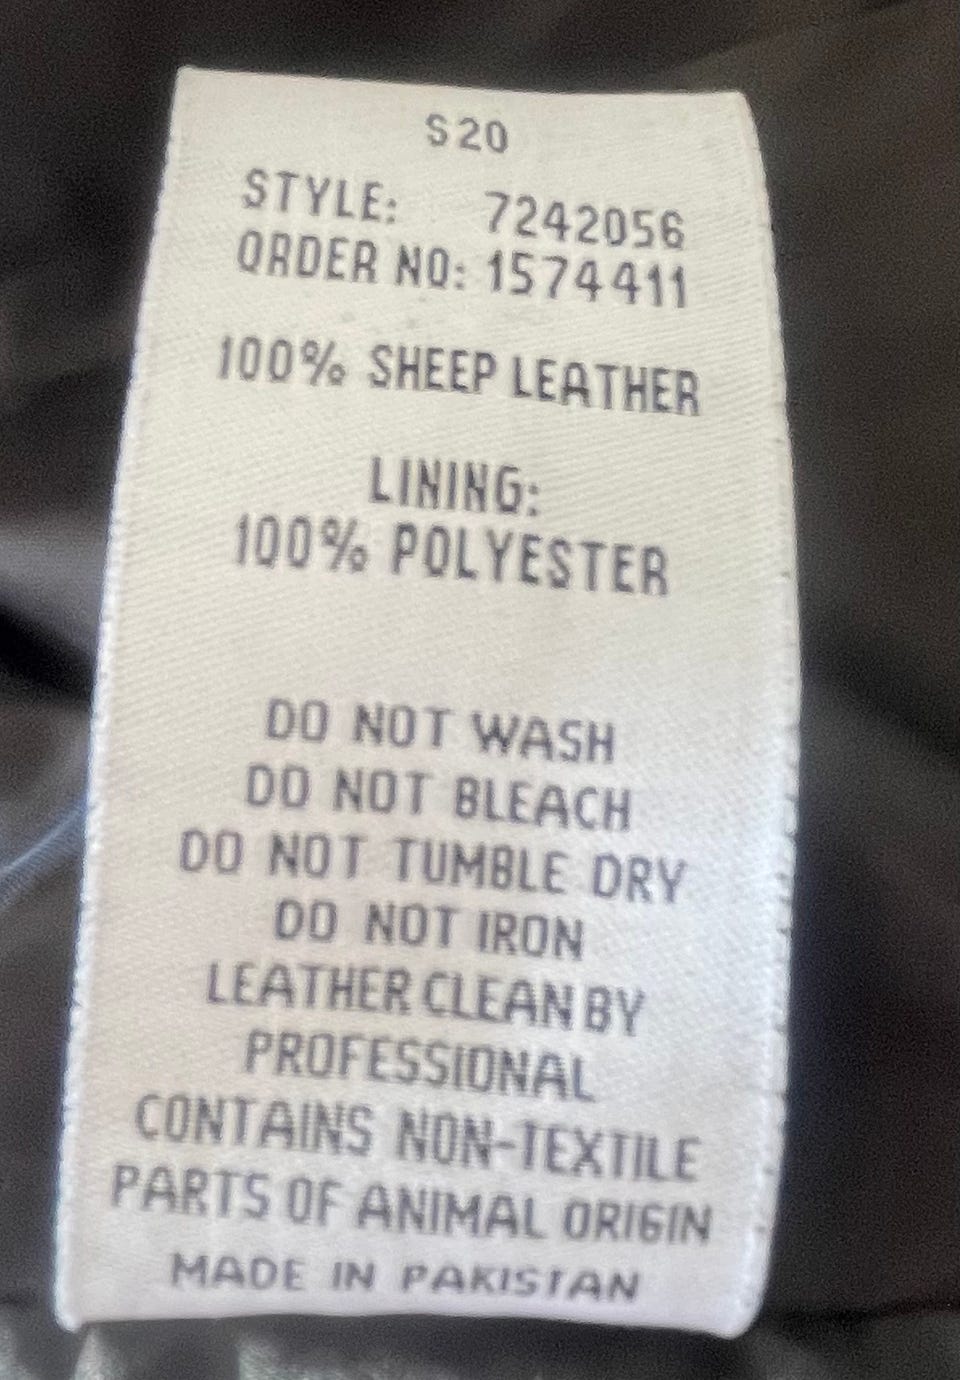 S20
STYLE: 7242056
ORDER NO: 1574411
100% SHEEP LEATHER
LINING:
100% POLYESTER
DO NOT WASH
DO NOT BLEACH
DO NOT TUMBLE DRY
DO NOT IRON
LEATHER CLEAN BY
PROFESSIONAL
CONTAINS NON-TEXTILE
PARTS OF ANIMAL ORIGIN
MADE IN PAKISTAN